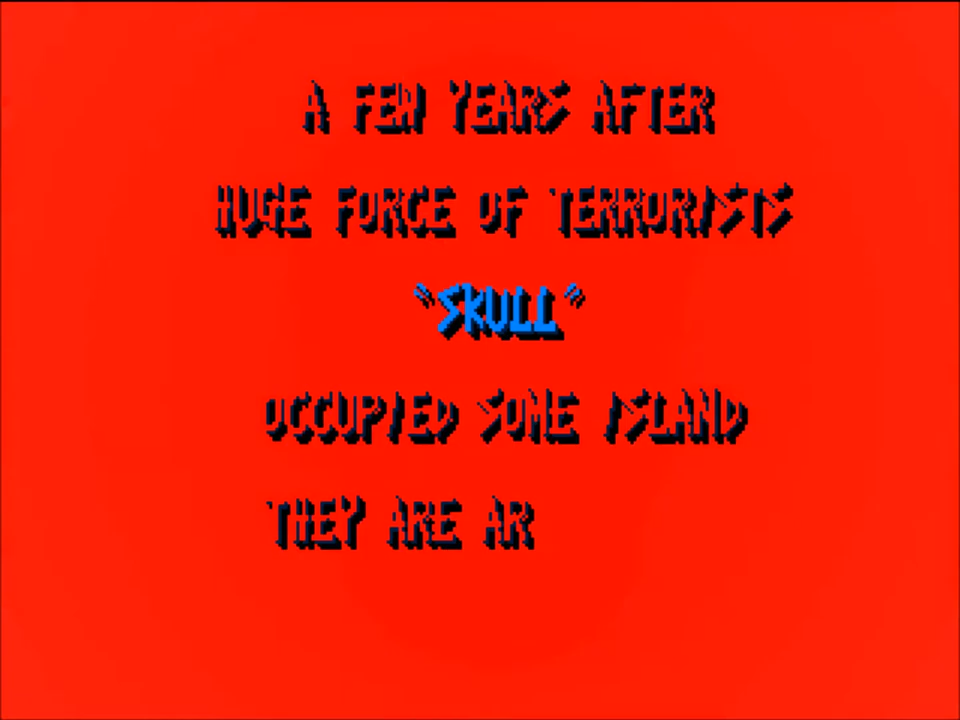 A FEW YEARS AFTER
HUGE FORCE OF TERRORISTS
"SKULL"
OCCUPIED SOME ISLAND
THEY ARE AR